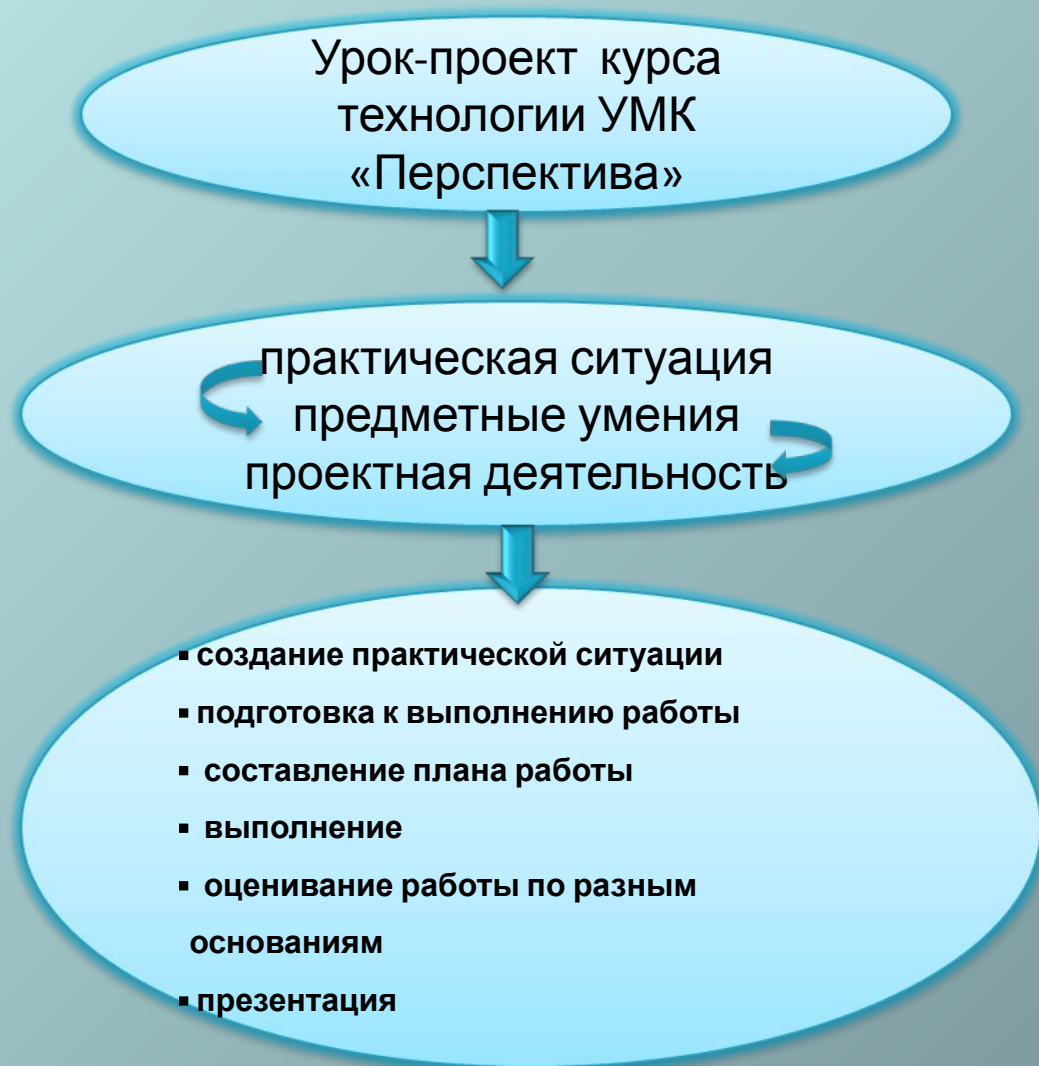 Урок-проект курса
технологии УМК
«Перспектива»
практическая ситуация
предметные умения
проектная деятельность
▪ создание практической ситуации
▪ подготовка к выполнению работы
▪ составление плана работы
▪ выполнение
▪ оценивание работы по разным
основаниям
▪ презентация